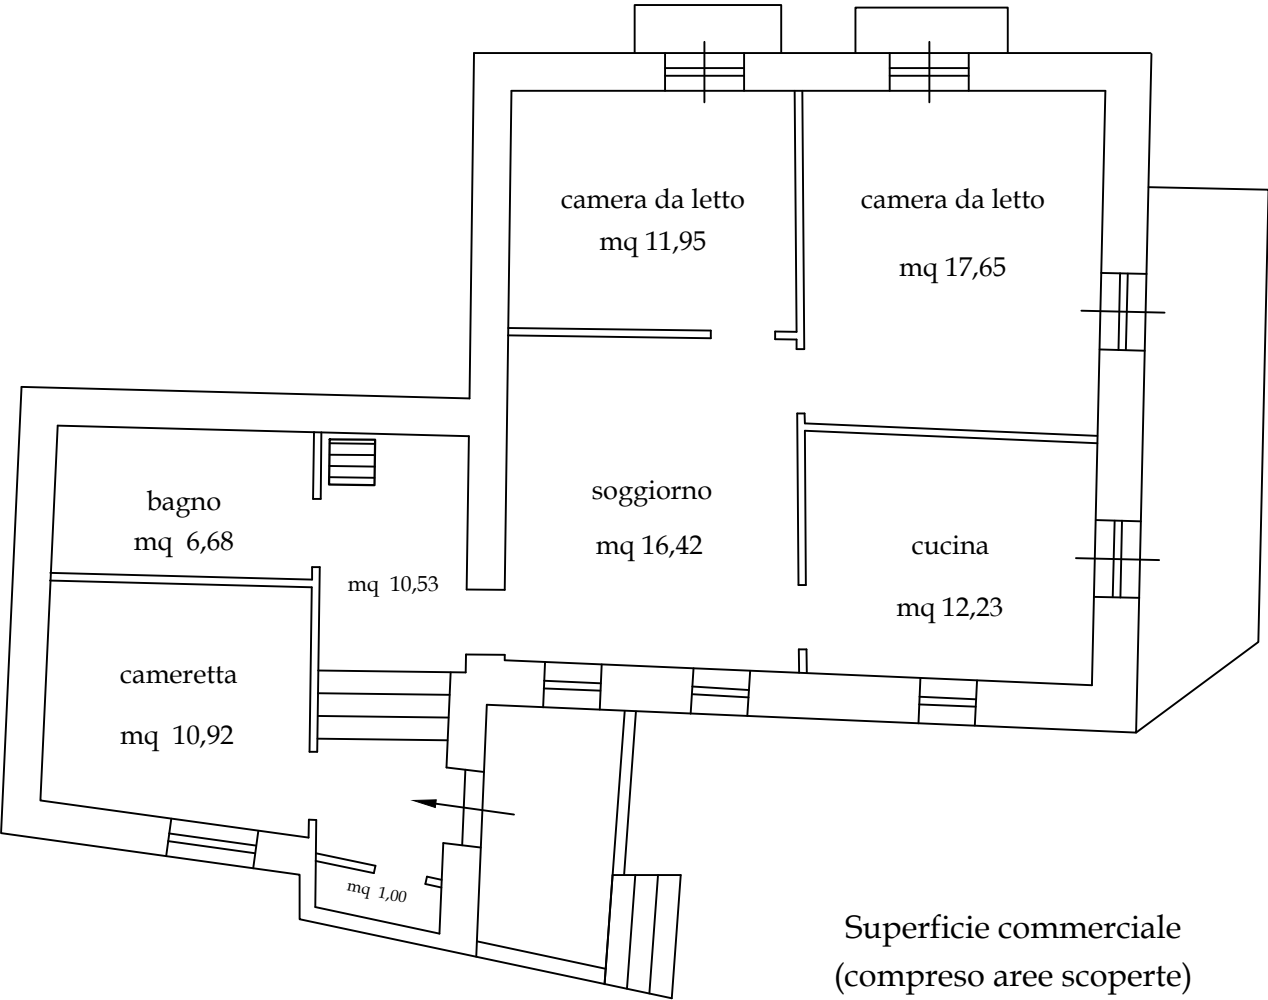 camera da letto
mq 11,95
camera da letto
mq 17,65
bagno
mq 6,68
soggiorno
mq 16,42
cucina
mq 12,23
mq 10,53
cameretta
mq 10,92
mq 1,00
Superficie commerciale
(compreso aree scoperte)